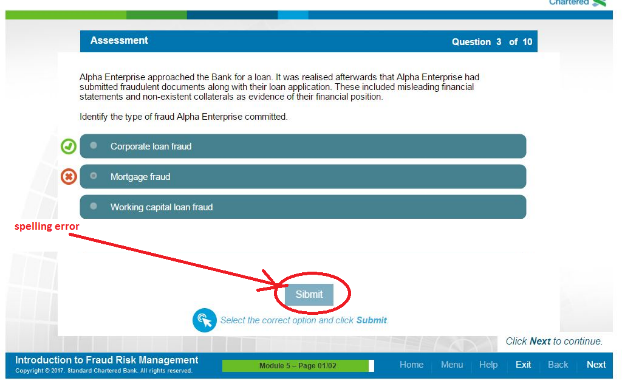 Chartered
Assessment
Question 3 of 10
Alpha Enterprise approached the Bank for a loan. It was realised afterwards that Alpha Enterprise had
submitted fraudulent documents along with their loan application. These included misleading financial
statements and non-existent collaterals as evidence of their financial position.
Identify the type of fraud Alpha Enterprise committed.
Corporate loan fraud
Mortgage fraud
Working capital loan fraud
spelling error
Sibmit
Select the correct option and click Submit.
Click Next to continue.
Introduction to Fraud Risk Management
Copyright © 2017. Standard Chartered Bank. All rights reserved.
Module 5 – Page 01/02
Home Menu Help Exit Back Next